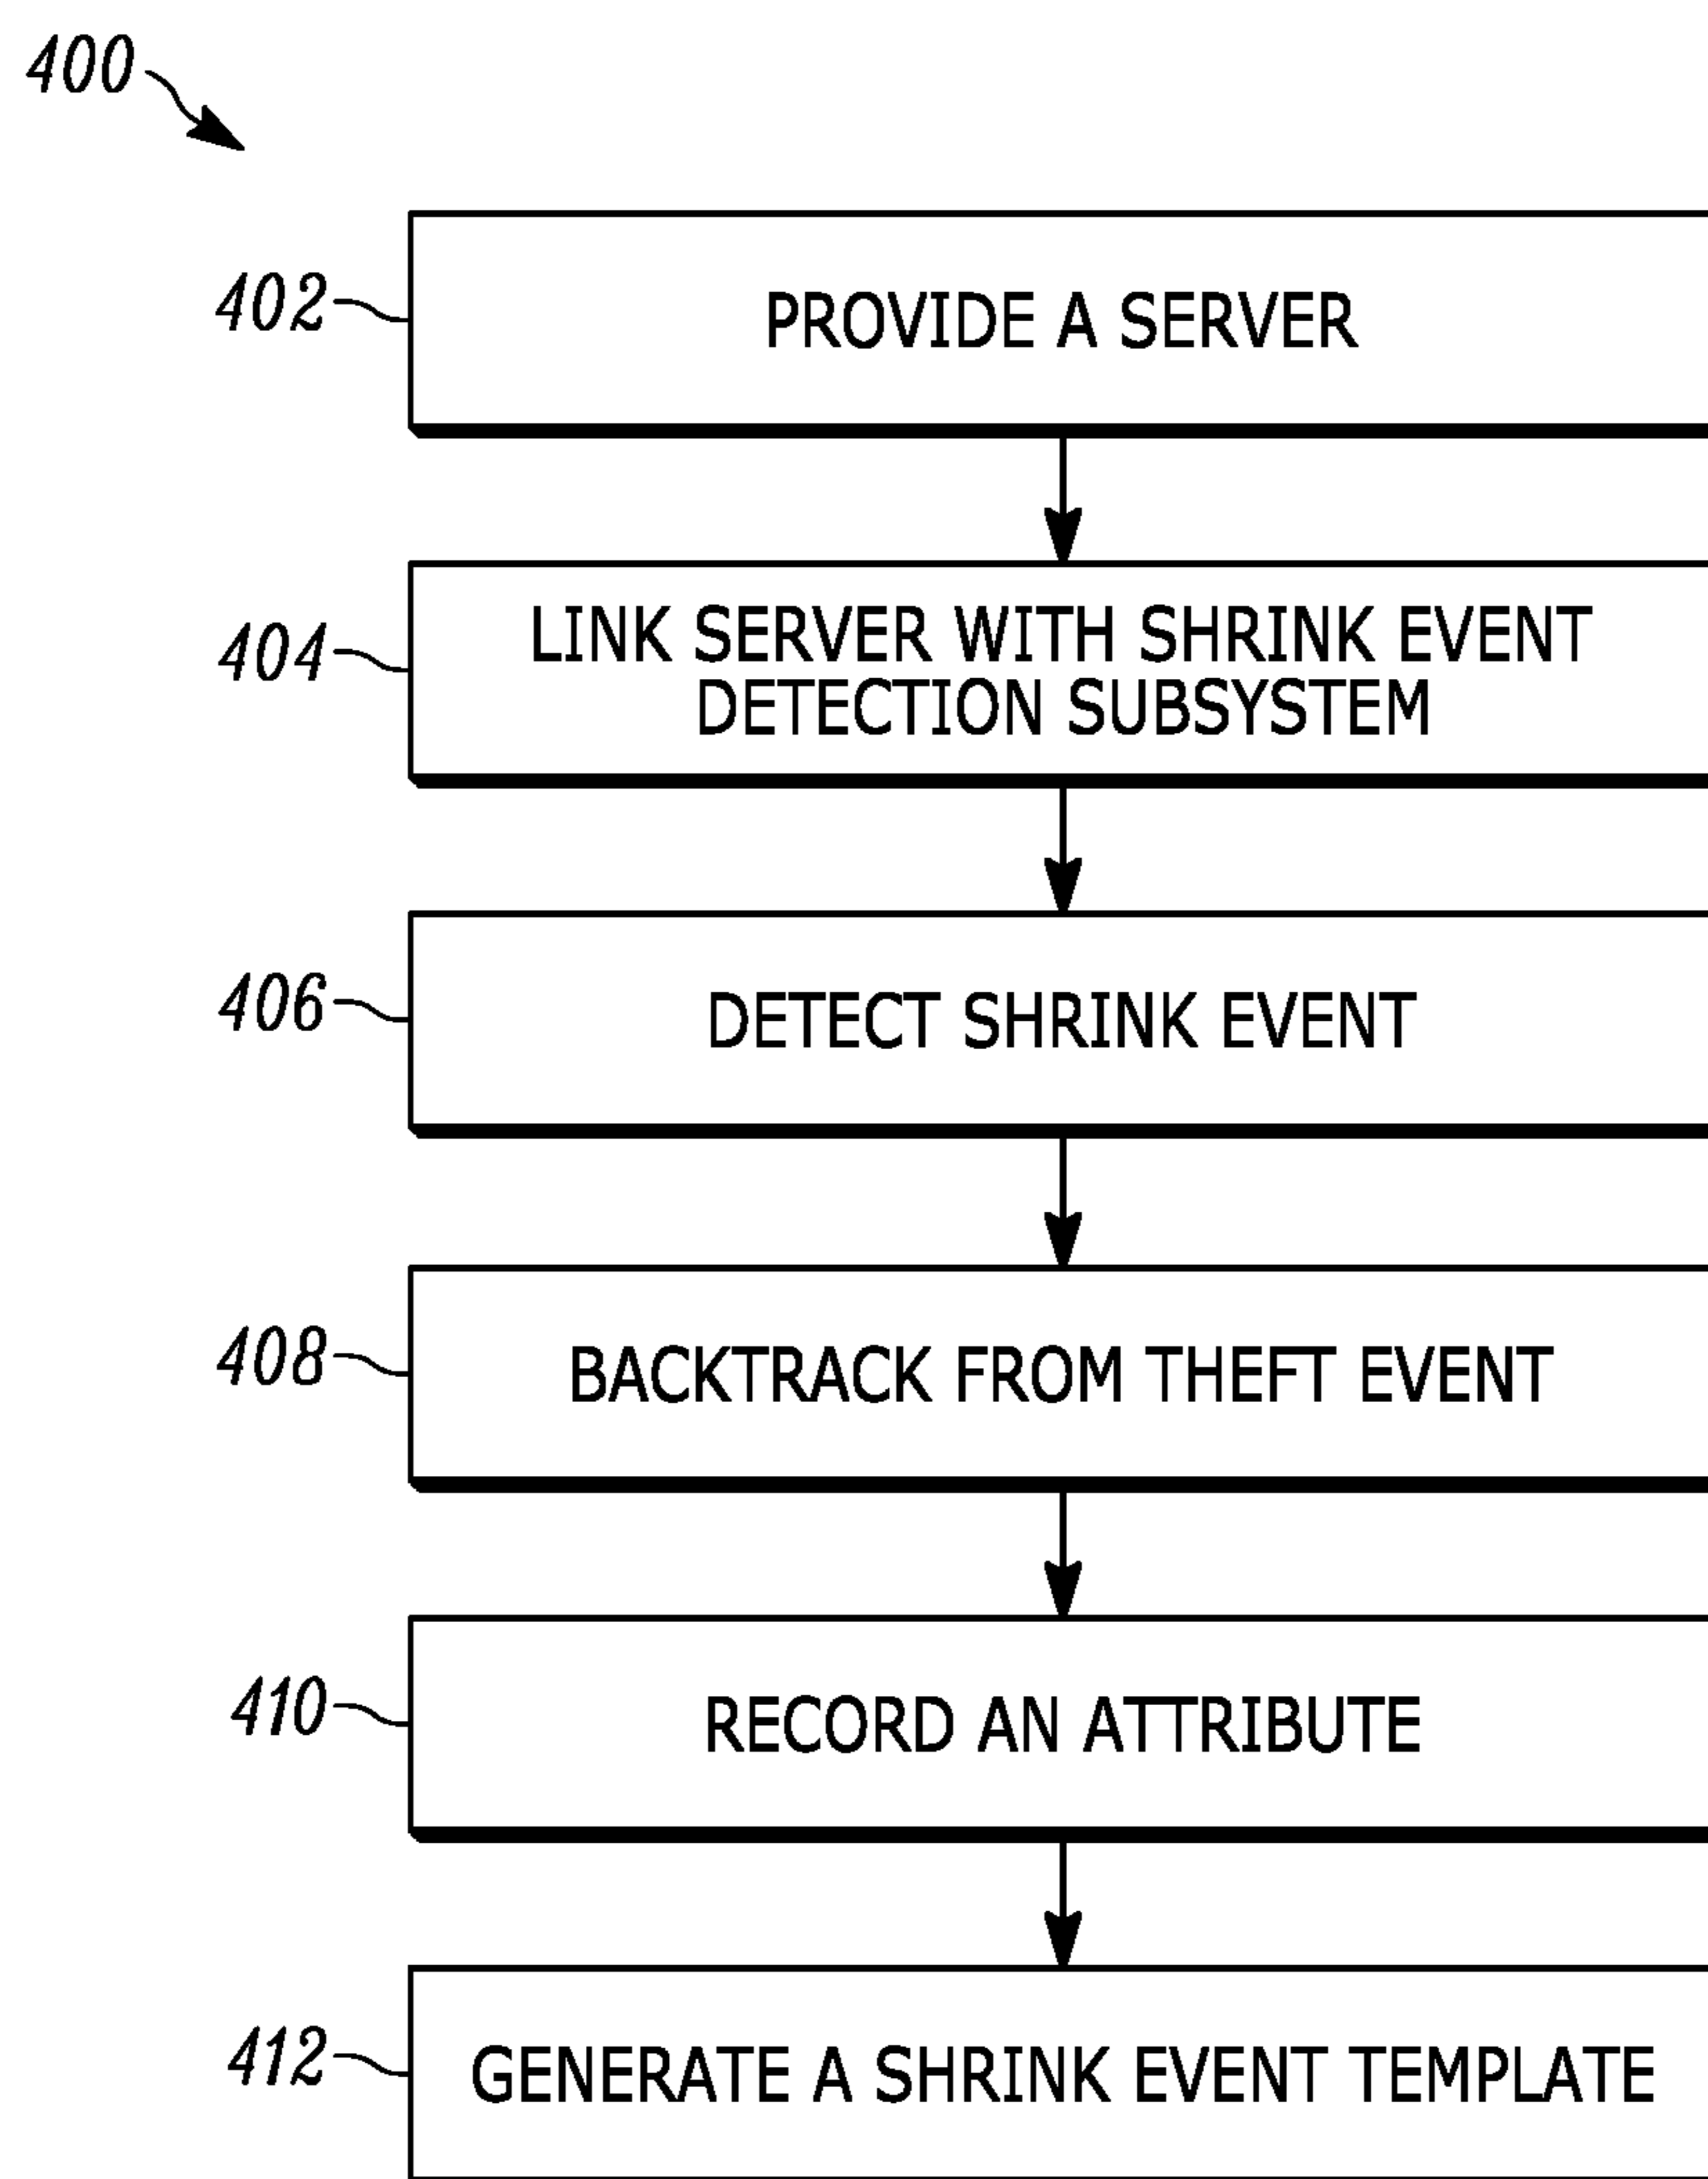 400
402
PROVIDE A SERVER
404
LINK SERVER WITH SHRINK EVENT
DETECTION SUBSYSTEM
406
DETECT SHRINK EVENT
408
BACKTRACK FROM THEFT EVENT
410
RECORD AN ATTRIBUTE
412
GENERATE A SHRINK EVENT TEMPLATE